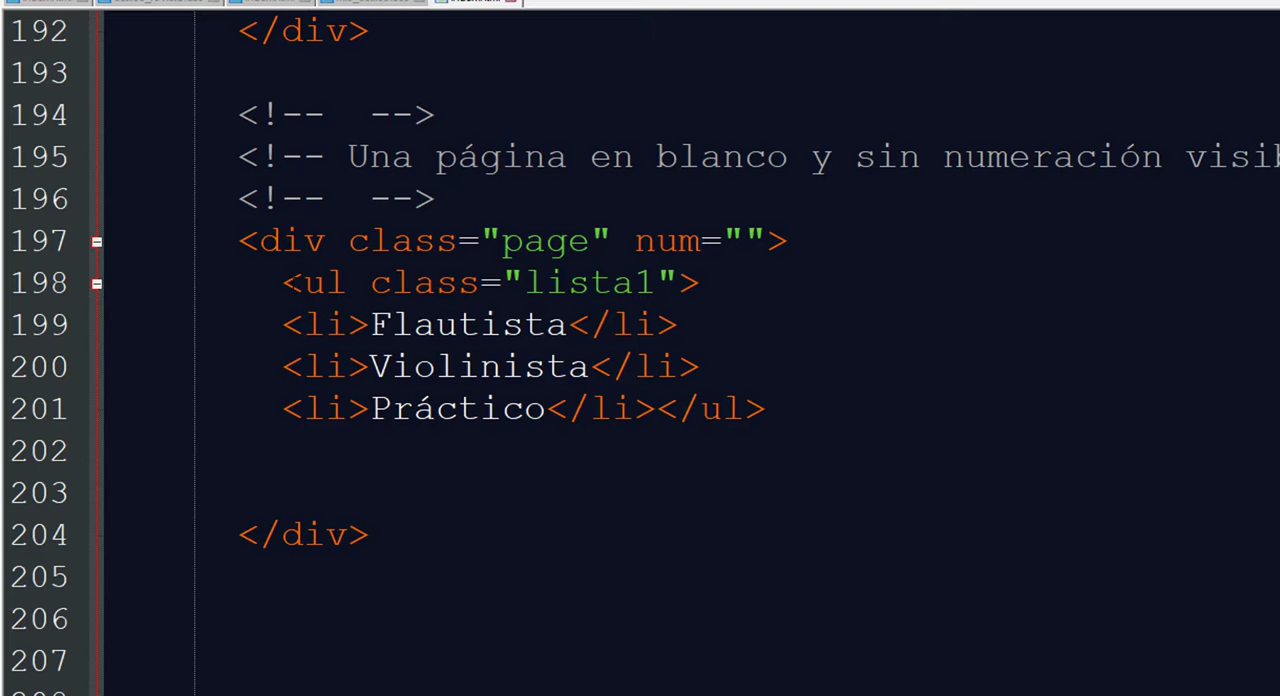 192 </div>
193
194 <!--  -->
195 <!-- Una página en blanco y sin numeración
196 <!--  -->
197 <div class="page" num="">
198 <ul class="lista1">
199 <li>Flautista</li>
200 <li>Violinista</li>
201 <li>Práctico</li></ul>
202
203
204 </div>
205
206
207